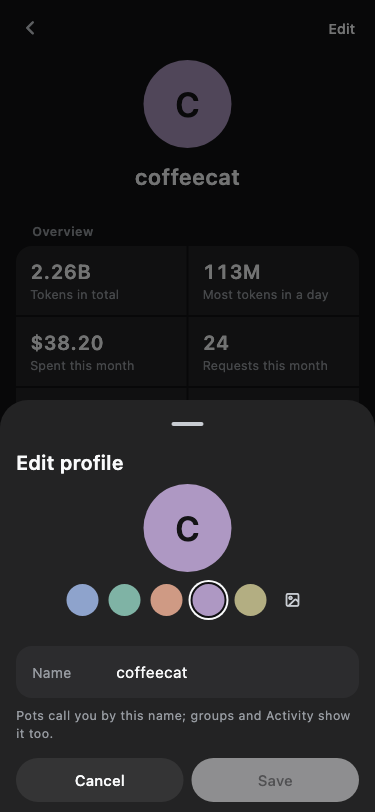 Edit
C
coffeecat
Overview
2.26B
113M
Tokens in total
Most tokens in a day
$38.20
24
Spent this month
Requests this month
Edit profile
C
Name
coffeecat
Pots call you by this name; groups and Activity show
it too.
Cancel
Save